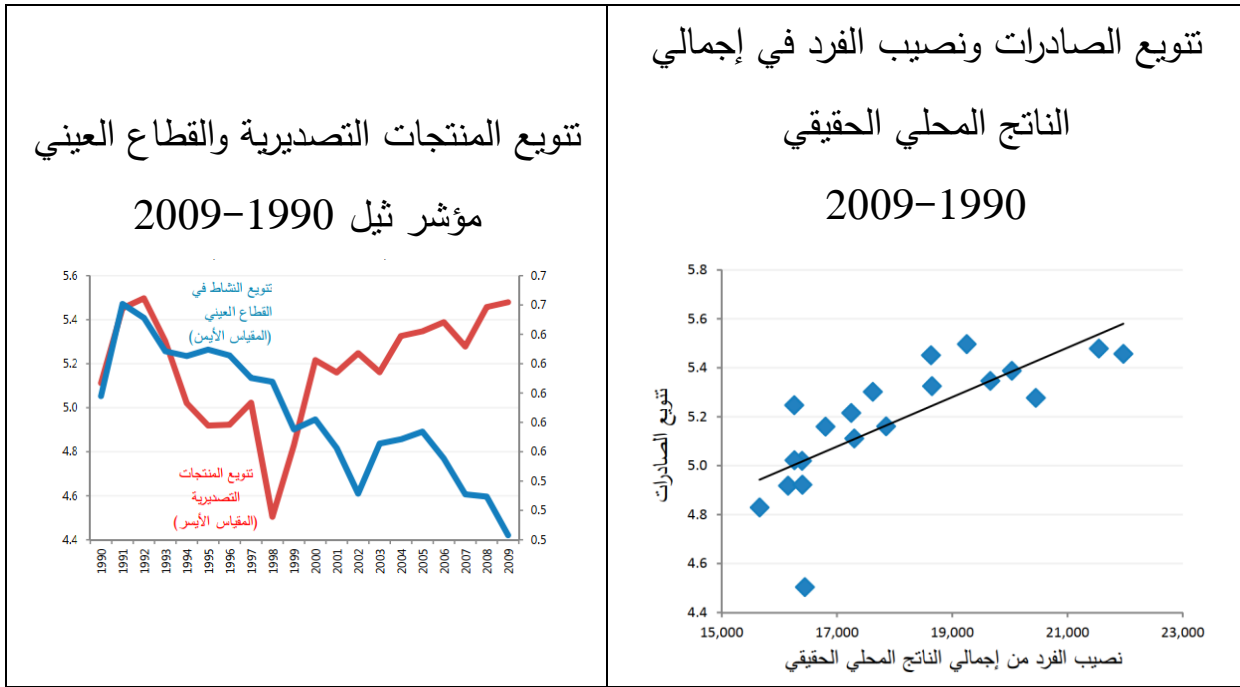 تنويع الصادرات ونصيب الفرد في إجمالي
الناتج المحلي الحقيقي
2009-1990
5.8
5.6
5.4
5.2
5.0
4.8
4.6
4.4
تنويع الصادرات
15,000 17,000 19,000 21,000 23,000
نصيب الفرد من إجمالي الناتج المحلي الحقيقي
تنويع المنتجات التصديرية والقطاع العيني
مؤشر ثيل 1990-2009
5.6
5.4
5.2
5.0
4.8
4.6
4.4
تنويع النشاط في
القطاع العيني
(المقياس الأيمن)
تنويع المنتجات
التصديرية
(المقياس الأيسر)
0.7
0.7
0.6
0.6
0.6
0.6
0.6
0.5
0.5
0.5
1990 1991 1992 1993 1994 1995 1996 1997 1998 1999 2000 2001 2002 2003 2004 2005 2006 2007 2008 2009